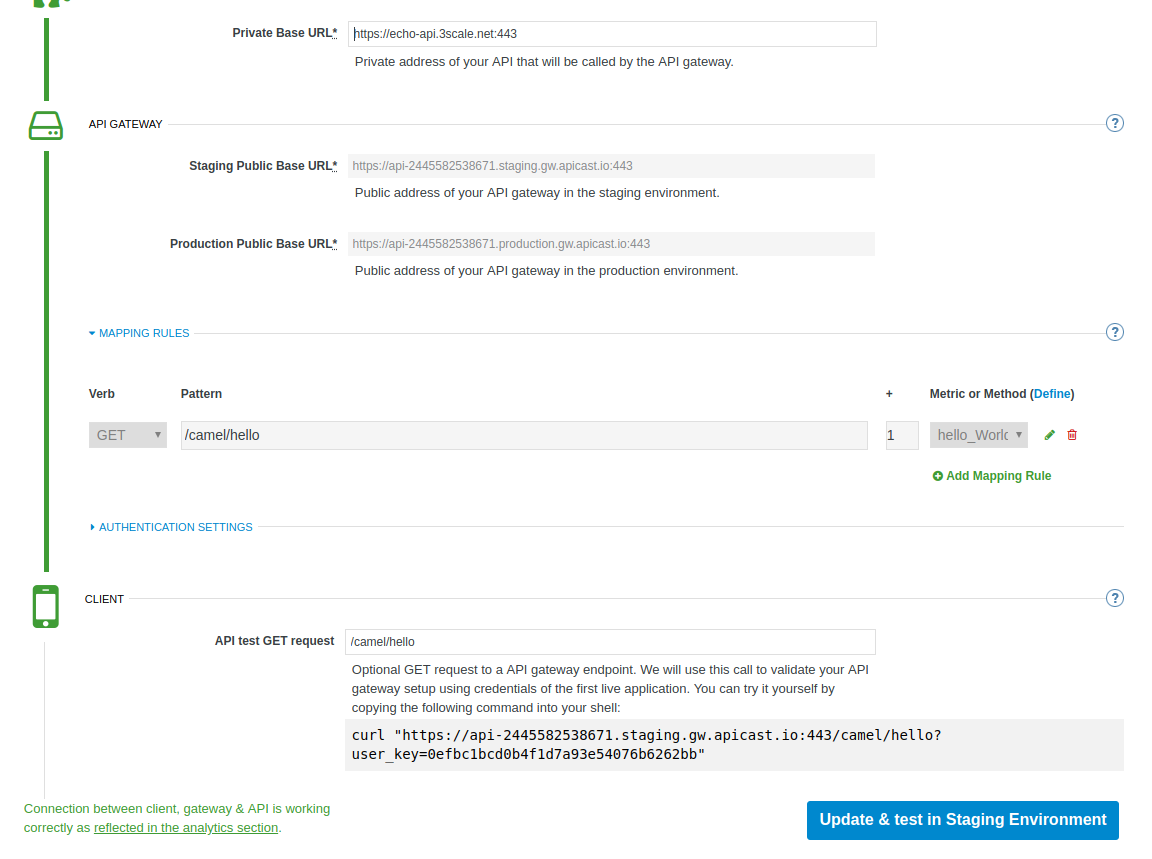 Private Base URL* https://echo-api.3scale.net:443
Private address of your API that will be called by the API gateway.
API GATEWAY ?
Staging Public Base URL* https://api-2445582538671.staging.gw.apicast.io:443
Public address of your API gateway in the staging environment.
Production Public Base URL* https://api-2445582538671.production.gw.apicast.io:443
Public address of your API gateway in the production environment.
MAPPING RULES ?
Verb Pattern + Metric or Method (Define)
GET /camel/hello 1 hello_World
Add Mapping Rule
AUTHENTICATION SETTINGS
CLIENT ?
API test GET request /camel/hello
Optional GET request to a API gateway endpoint. We will use this call to validate your API
gateway setup using credentials of the first live application. You can try it yourself by
copying the following command into your shell:
curl "https://api-2445582538671.staging.gw.apicast.io:443/camel/hello?
user_key=0efbc1bcd0b4f1d7a93e54076b6262bb"
Connection between client, gateway & API is working
correctly as reflected in the analytics section.
Update & test in Staging Environment